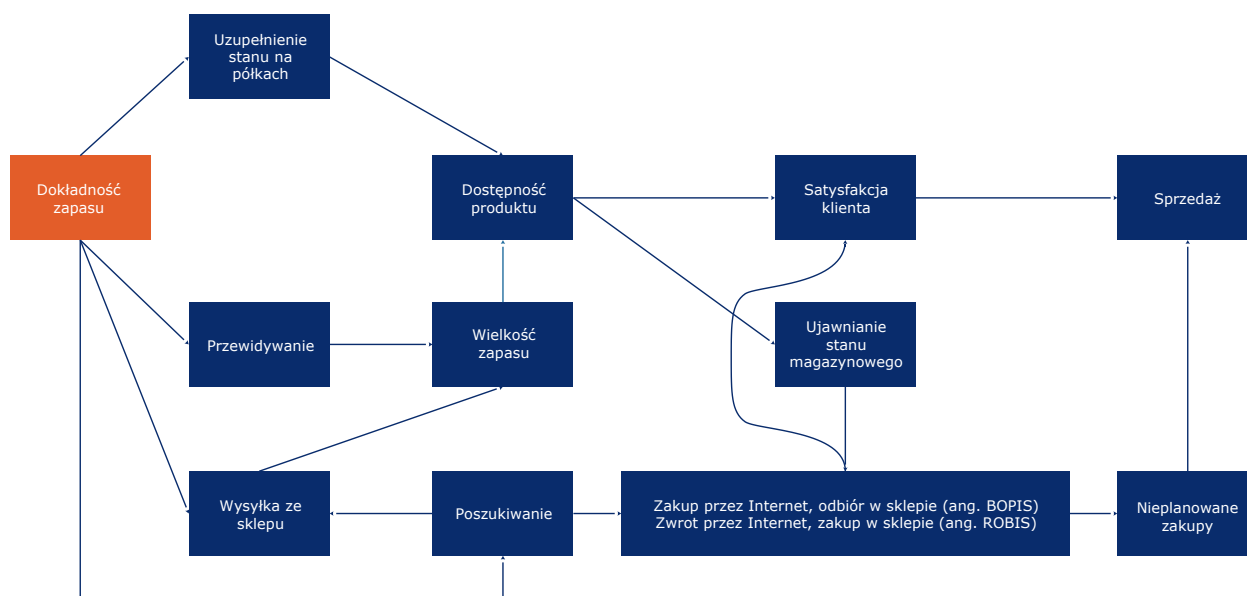 Uzupełnienie
stanu na
półkach
Dokładność
zapasu
Dostępność
produktu
Satysfakcja
klienta
Sprzedaż
Przewidywanie
Wielkość
zapasu
Ujawnianie
stanu
magazynowego
Wysyłka ze
sklepu
Poszukiwanie
Zakup przez Internet, odbiór w sklepie (ang. BOPIS)
Zwrot przez Internet, zakup w sklepie (ang. ROBIS)
Nieplanowane
zakupy